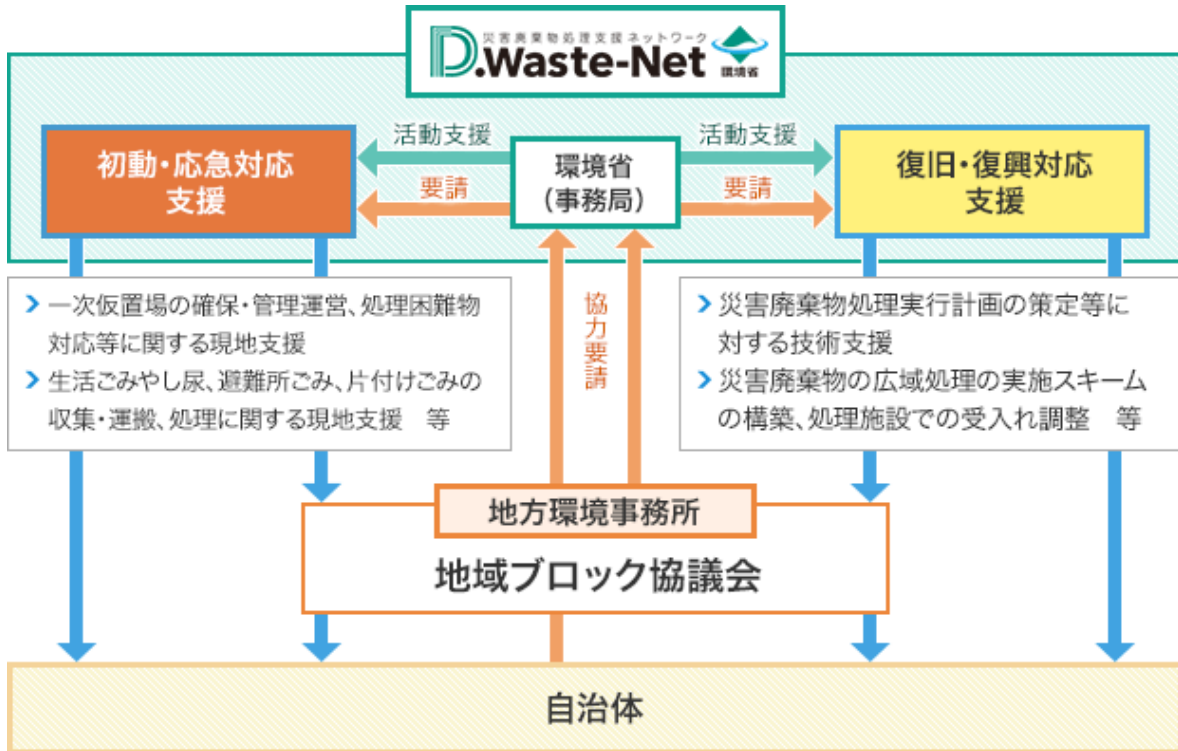 災害廃棄物処理支援ネットワーク
D.Waste-Net
環境省
初動・応急対応
支援
活動支援
要請
環境省
(事務局)
活動支援
要請
復旧・復興対応
支援
一次仮置場の確保・管理運営、処理困難物
対応等に関する現地支援
生活ごみやし尿、避難所ごみ、片付けごみの
収集・運搬、処理に関する現地支援　等
協力要請
災害廃棄物処理実行計画の策定等に
対する技術支援
災害廃棄物の広域処理の実施スキーム
の構築、処理施設での受入れ調整　等
地方環境事務所
地域ブロック協議会
自治体